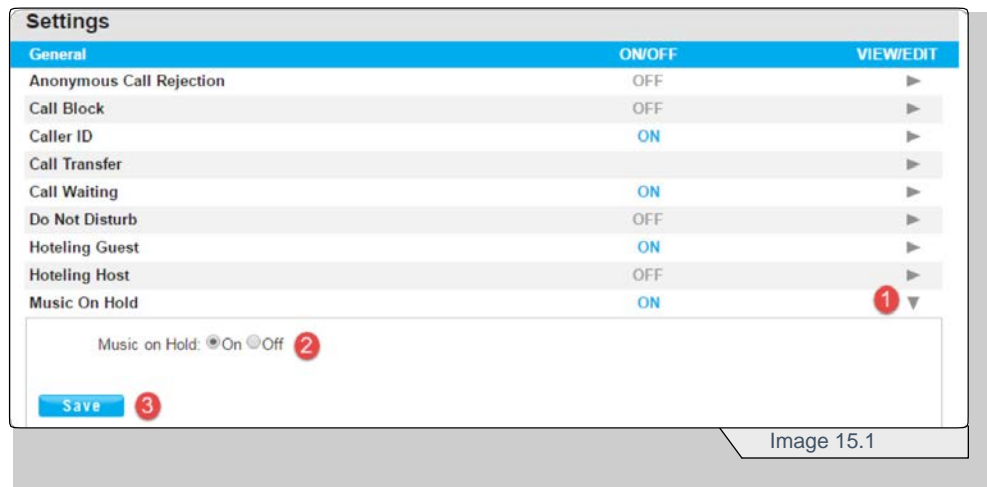 Settings
General ON/OFF VIEW/EDIT
Anonymous Call Rejection OFF
Call Block OFF
Caller ID ON
Call Transfer
Call Waiting ON
Do Not Disturb OFF
Hoteling Guest ON
Hoteling Host OFF
Music On Hold ON 1
Music on Hold: On Off 2
Save 3
Image 15.1